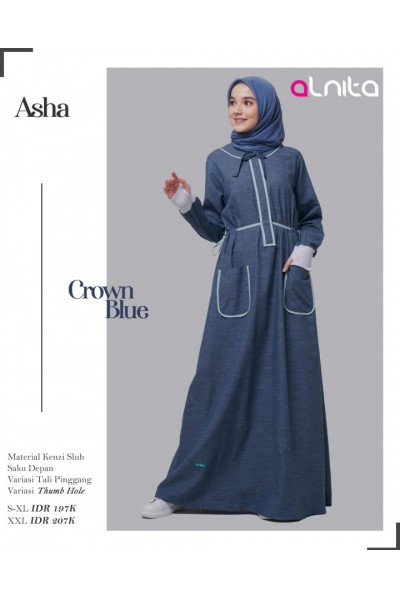 alnita
Asha
Crown
Blue
Material Kenzi Slub
Saku Depan
Variasi Tali Pinggang
Variasi Thumb Hole
S-XL IDR 197K
XXL IDR 207K